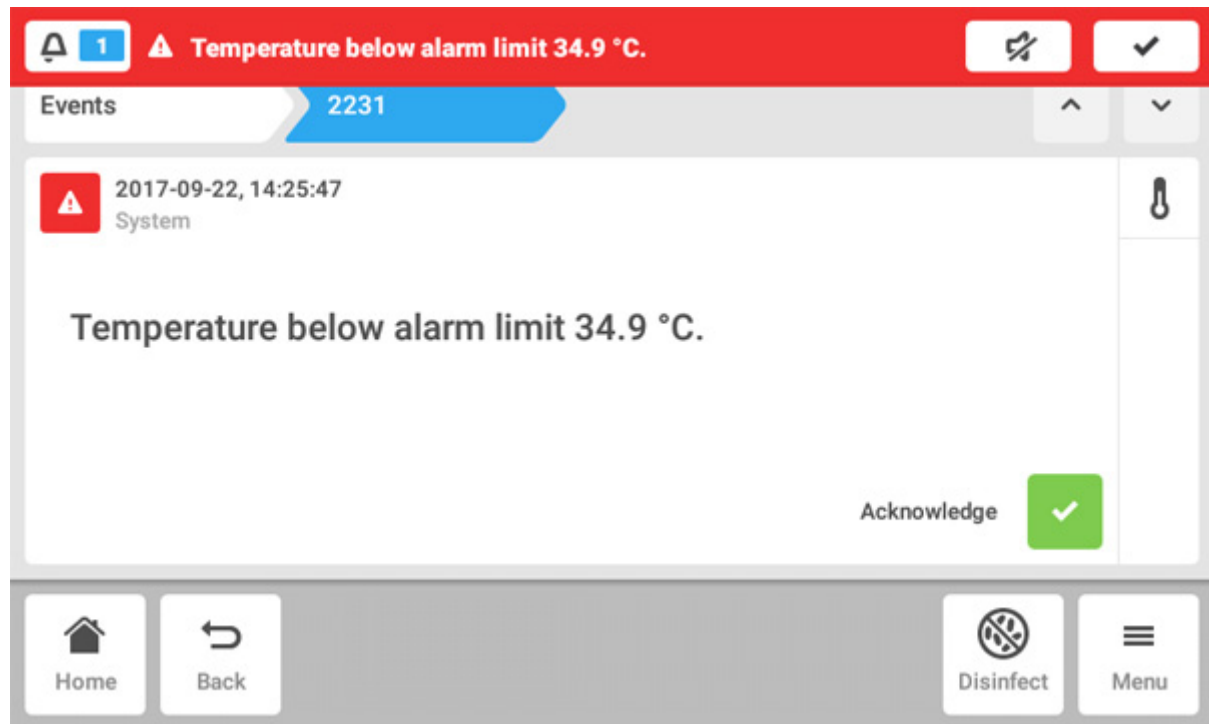 1 Temperature below alarm limit 34.9 °C.
Events 2231
2017-09-22, 14:25:47
System
Temperature below alarm limit 34.9 °C.
Acknowledge
Home Back Disinfect Menu